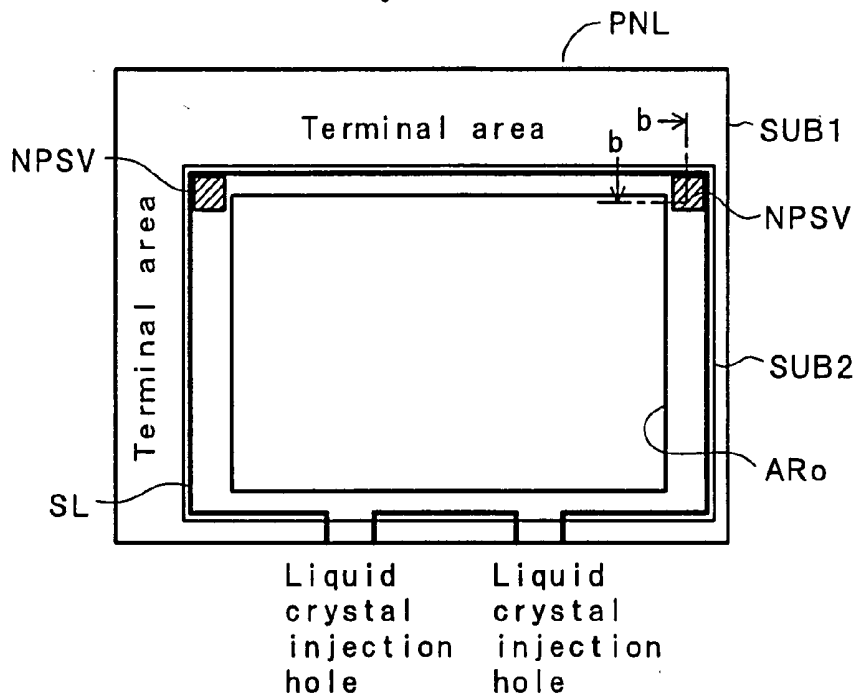 PNL
Terminal area
b
b
SUB1
NPSV
NPSV
Terminal area
SUB2
ARo
SL
Liquid
crystal
injection
hole
Liquid
crystal
injection
hole